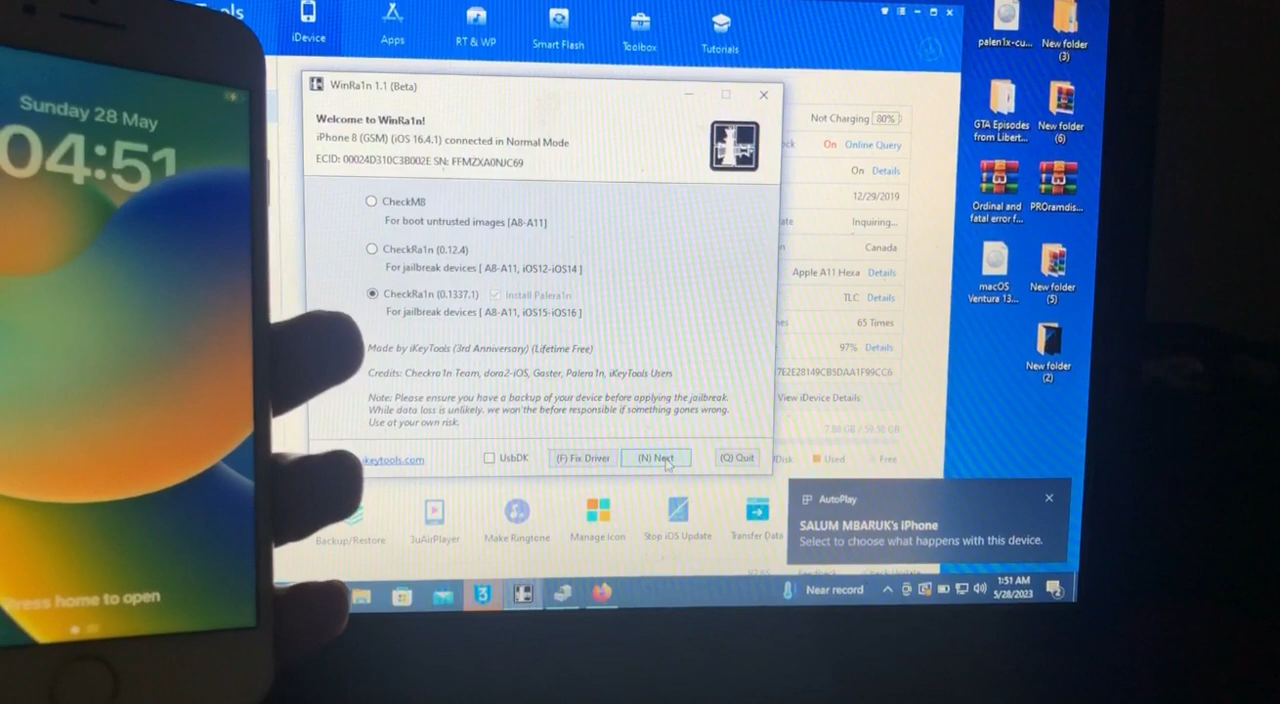 Sunday 28 May
04:51
Press home to open
iDevice
Apps
RT & WP
Smart Flash
Toolbox
Tutorials
WinRa1n 1.1 (Beta)
Welcome to WinRa1n!
iPhone 8 (GSM) (iOS 16.4.1) connected in Normal Mode
ECID: 00024D310C3B002E SN: FFMZXA0NJC69
CheckM8
For boot untrusted images [A8-A11]
CheckRa1n (0.12.4)
For jailbreak devices [ A8-A11, iOS12-iOS14 ]
CheckRa1n (0.1337.1)
Install Palera1n
For jailbreak devices [ A8-A11, iOS15-iOS16 ]
Made by iKeyTools (3rd Anniversary) (Lifetime Free)
Credits: Checkra1n Team, dora2-iOS, Gaster, Palera1n, iKeyTools Users
Note: Please ensure you have a backup of your device before applying the jailbreak.
While data loss is unlikely. we won'the before responsible if something gones wrong.
Use at your own risk.
ikeytools.com
UsbDK
(F) Fix Driver
(N) Next
(Q) Quit
Not Charging 80%
On Online Query
On Details
12/29/2019
Inquiring...
Canada
Apple A11 Hexa Details
TLC Details
65 Times
97% Details
7E2E28149CB5DAA1F99CC6
View iDevice Details
7.88 GB / 59.58 GB
Used
Free
Backup/Restore
3uAirPlayer
Make Ringtone
Manage Icon
Stop iOS Update
Transfer Data
AutoPlay
SALUM MBARUK's iPhone
Select to choose what happens with this device.
palen1x-cu...
New folder
(3)
GTA Episodes
from Libert...
New folder
(6)
Ordinal and
fatal error f...
PROramdis...
macOS
Ventura 13...
New folder
(5)
New folder
(2)
Near record
1:51 AM
5/28/2023